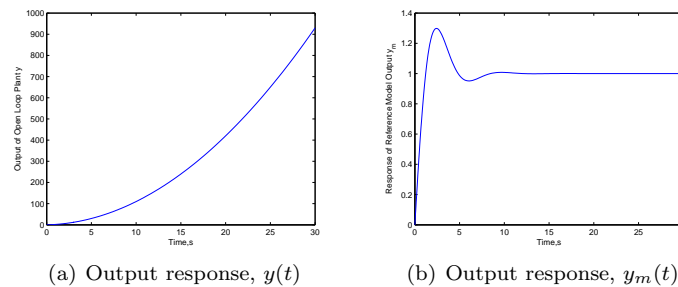 1000
900
800
700
600
500
400
300
200
100
0
0 5 10 15 20 25 30
Output of Open Loop Plant y
Time,s
(a) Output response, y(t)
1.4
1.2
1
0.8
0.6
0.4
0.2
0
0 5 10 15 20 25
Response of Reference Model Output y_m
Time,s
(b) Output response, y_m(t)